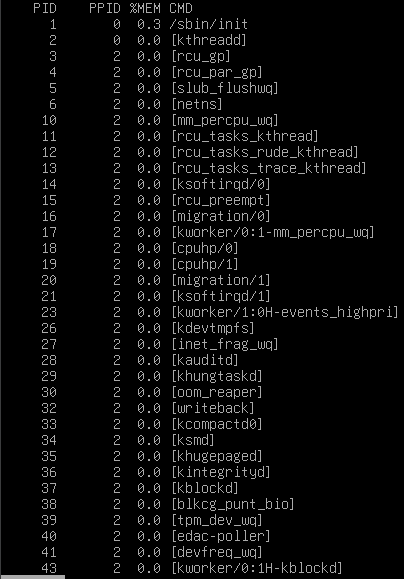 PID PPID %MEM CMD
1 0 0.3 /sbin/init
2 0 0.0 [kthreadd]
3 2 0.0 [rcu_gp]
4 2 0.0 [rcu_par_gp]
5 2 0.0 [slub_flushwq]
6 2 0.0 [netns]
10 2 0.0 [mm_percpu_wq]
11 2 0.0 [rcu_tasks_kthread]
12 2 0.0 [rcu_tasks_rude_kthread]
13 2 0.0 [rcu_tasks_trace_kthread]
14 2 0.0 [ksoftirqd/0]
15 2 0.0 [rcu_preempt]
16 2 0.0 [migration/0]
17 2 0.0 [kworker/0:1-mm_percpu_wq]
18 2 0.0 [cpuhp/0]
19 2 0.0 [cpuhp/1]
20 2 0.0 [migration/1]
21 2 0.0 [ksoftirqd/1]
23 2 0.0 [kworker/1:0H-events_highpri]
26 2 0.0 [kdevtmpfs]
27 2 0.0 [inet_frag_wq]
28 2 0.0 [kauditd]
29 2 0.0 [khungtaskd]
30 2 0.0 [oom_reaper]
32 2 0.0 [writeback]
33 2 0.0 [kcompactd0]
34 2 0.0 [ksmd]
35 2 0.0 [khugepaged]
36 2 0.0 [kintegrityd]
37 2 0.0 [kblockd]
38 2 0.0 [blkcg_punt_bio]
39 2 0.0 [tpm_dev_wq]
40 2 0.0 [edac-poller]
41 2 0.0 [devfreq_wq]
43 2 0.0 [kworker/0:1H-kblockd]